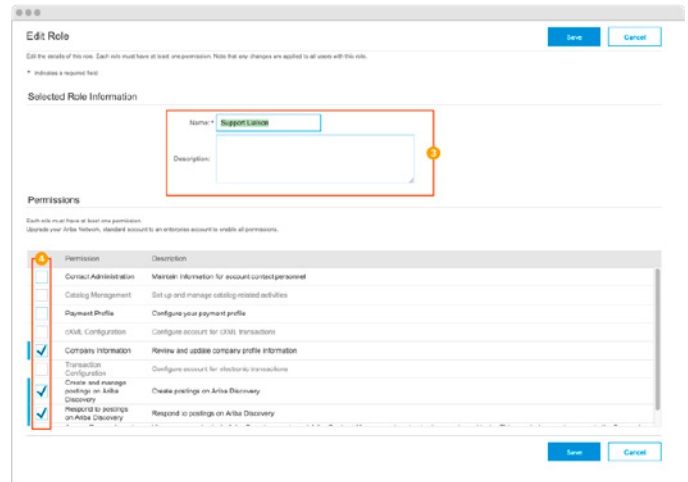 Edit Role
Save
Cancel
Edit the details of this role. Each role must have at least one permission. Note that any changes are applied to all users with this role.
* Indicates a required field
Selected Role Information
Name:*
Support Liaison
3
Description:
Permissions
Each role must have at least one permission.
Upgrade your Ariba Network, standard account to an enterprise account to enable all permissions.
4
Permission
Description
Contact Administration
Maintain information for account contact personnel
Catalog Management
Set up and manage catalog-related activities
Payment Profile
Configure your payment profile
cXML Configuration
Configure account for cXML transactions
Company Information
Review and update company profile information
Transaction
Configuration
Configure account for electronic transactions
Create and manage
postings on Ariba
Discovery
Create postings on Ariba Discovery
Respond to postings
on Ariba Discovery
Respond to postings on Ariba Discovery
Save
Cancel